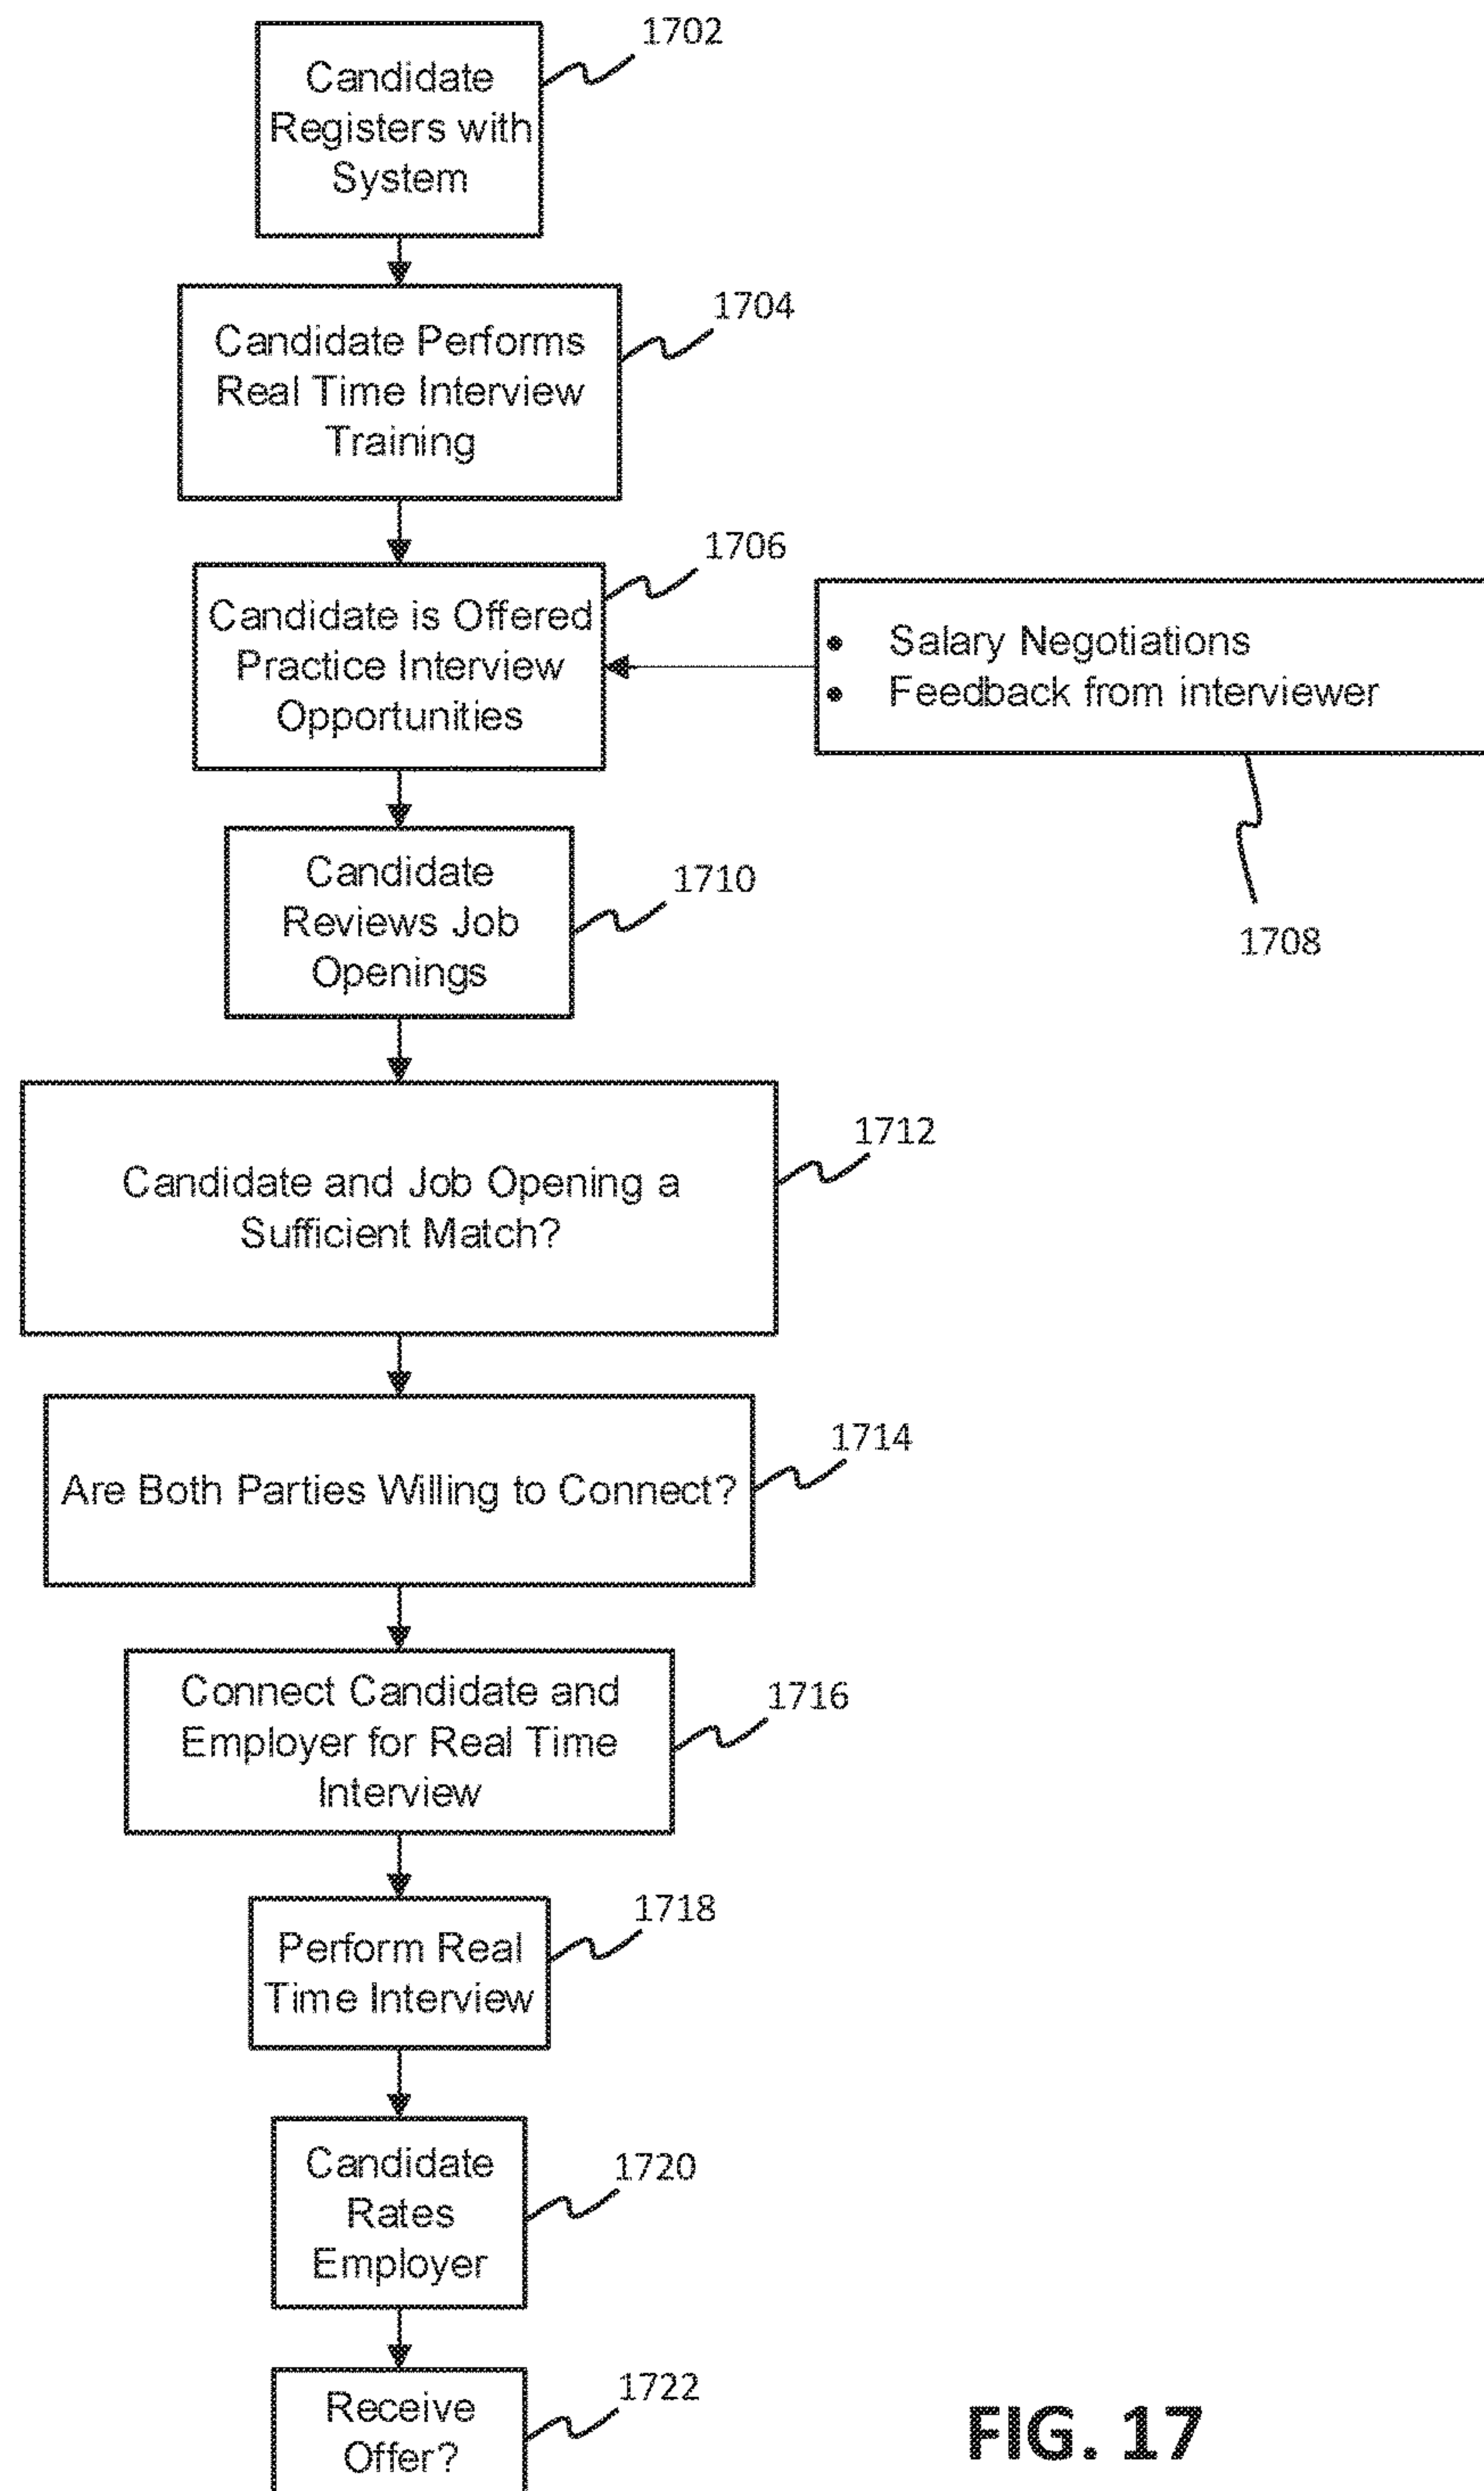 1702
Candidate
Registers with
System
1704
Candidate Performs
Real Time Interview
Training
1706
Candidate is Offered
Practice Interview
Opportunities
• Salary Negotiations
• Feedback from interviewer
1708
Candidate
Reviews Job
Openings
1710
Candidate and Job Opening a
Sufficient Match?
1712
Are Both Parties Willing to Connect?
1714
Connect Candidate and
Employer for Real Time
Interview
1716
Perform Real
Time Interview
1718
Candidate
Rates
Employer
1720
Receive
Offer?
1722
FIG. 17